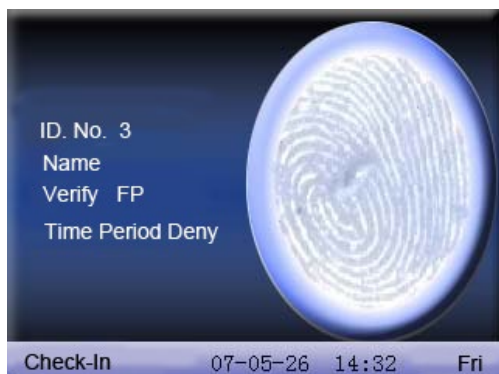 ID. No. 3
Name
Verify FP
Time Period Deny
Check-In 07-05-26 14:32 Fri